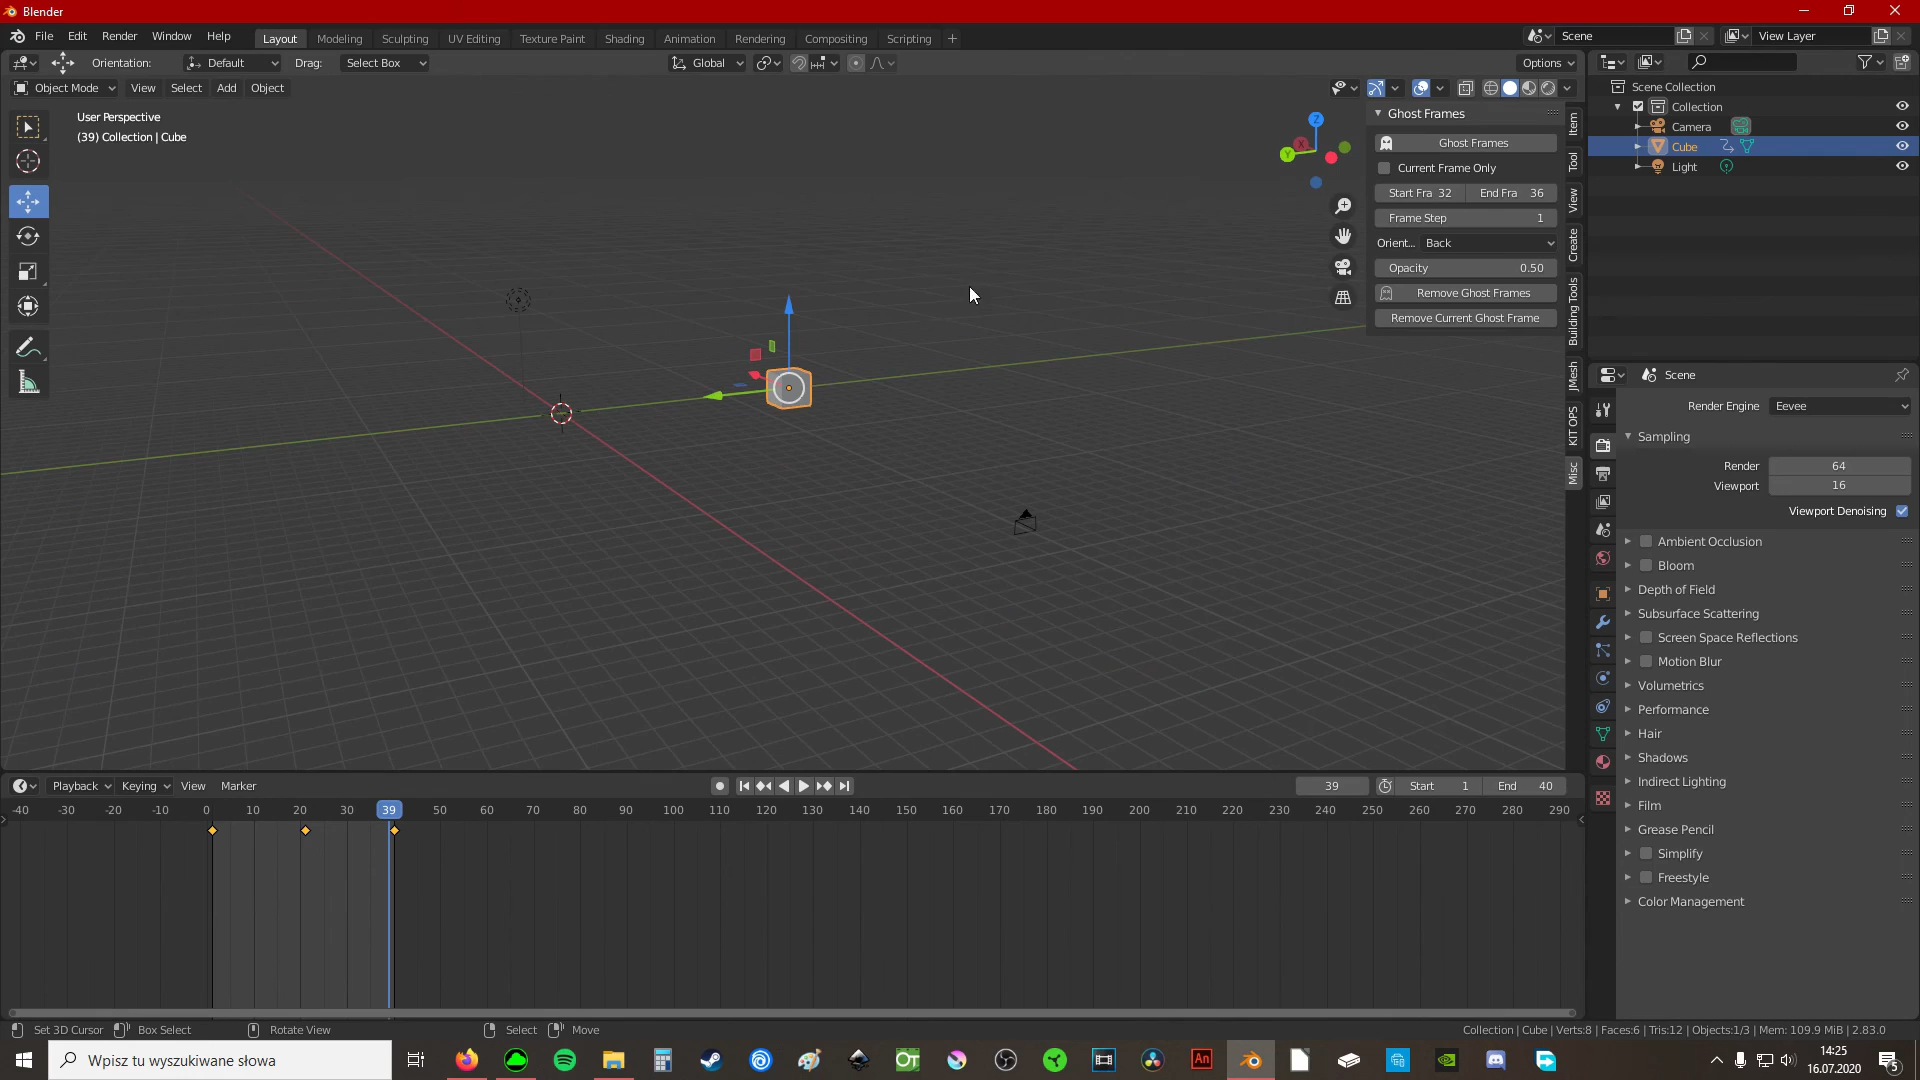 Blender
File Edit Render Window Help Layout Modeling Sculpting UV Editing Texture Paint Shading Animation Rendering Compositing Scripting Scene View Layer
Orientation: Default Drag: Select Box Global Options
Object Mode View Select Add Object
User Perspective
(39) Collection | Cube
Z
Y
X
Ghost Frames
Ghost Frames
Current Frame Only
Start Fra 32 End Fra 36
Frame Step 1
Orient... Back
Opacity 0.50
Remove Ghost Frames
Remove Current Ghost Frame
Item
Tool
View
Create
Building Tools
JMesh
KIT OPS
Misc
Scene Collection
Collection
Camera
Cube
Light
Scene
Render Engine Eevee
Sampling
Render 64
Viewport 16
Viewport Denoising
Ambient Occlusion
Bloom
Depth of Field
Subsurface Scattering
Screen Space Reflections
Motion Blur
Volumetrics
Performance
Hair
Shadows
Indirect Lighting
Film
Grease Pencil
Simplify
Freestyle
Color Management
Playback Keying View Marker 39 Start 1 End 40
-40 -30 -20 -10 0 10 20 30 39 50 60 70 80 90 100 110 120 130 140 150 160 170 180 190 200 210 220 230 240 250 260 270 280 290
Set 3D Cursor Box Select Rotate View Select Move Collection | Cube | Verts:8 | Faces:6 | Tris:12 | Objects:1/3 | Mem: 109.9 MiB | 2.83.0
Wpisz tu wyszukiwane słowa
OT
An
14:25
16.07.2020
5